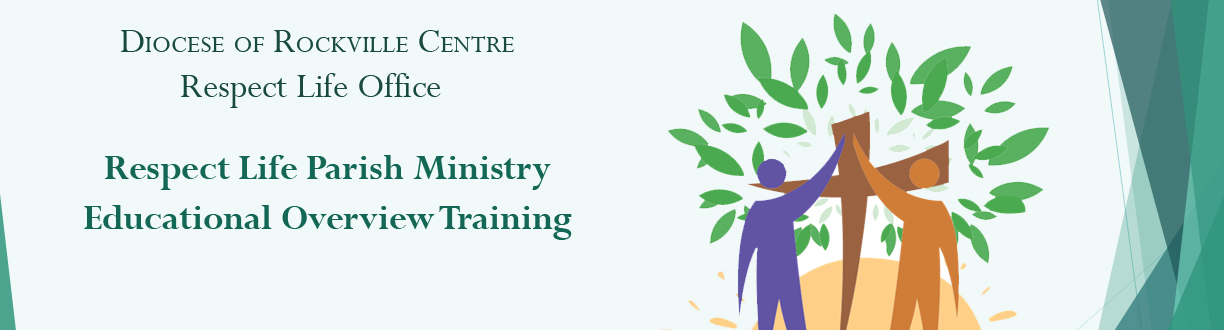 Diocese of Rockville Centre
Respect Life Office
Respect Life Parish Ministry
Educational Overview Training